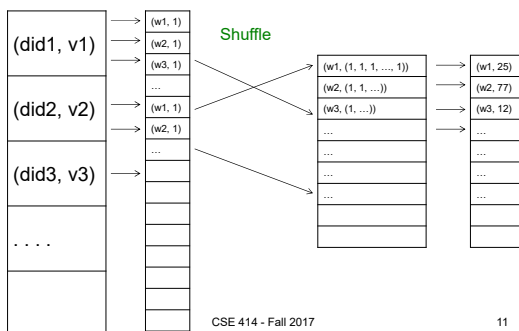 (did1, v1)
(did2, v2)
(did3, v3)
. . . .
(w1, 1)
(w2, 1)
(w3, 1)
…
(w1, 1)
(w2, 1)
…
Shuffle
(w1, (1, 1, 1, …, 1))
(w2, (1, 1, …))
(w3, (1, …))
…
…
…
…
(w1, 25)
(w2, 77)
(w3, 12)
…
…
…
…
CSE 414 - Fall 2017
11